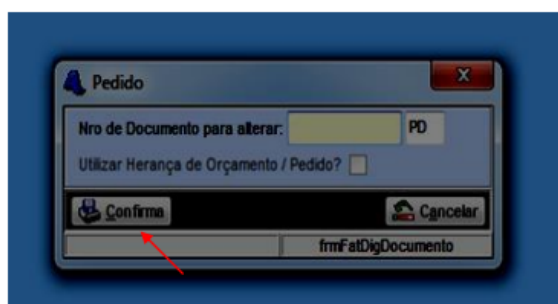 Pedido
X
Nro de Documento para alterar: PD
Utilizar Herança de Orçamento / Pedido?
Confirma Cancelar
frmFatDigDocumento